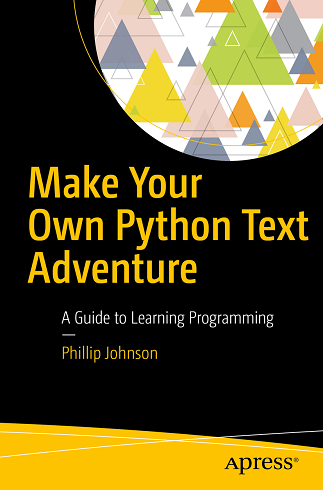 Make Your
Own Python Text
Adventure
A Guide to Learning Programming
Phillip Johnson
Apress®